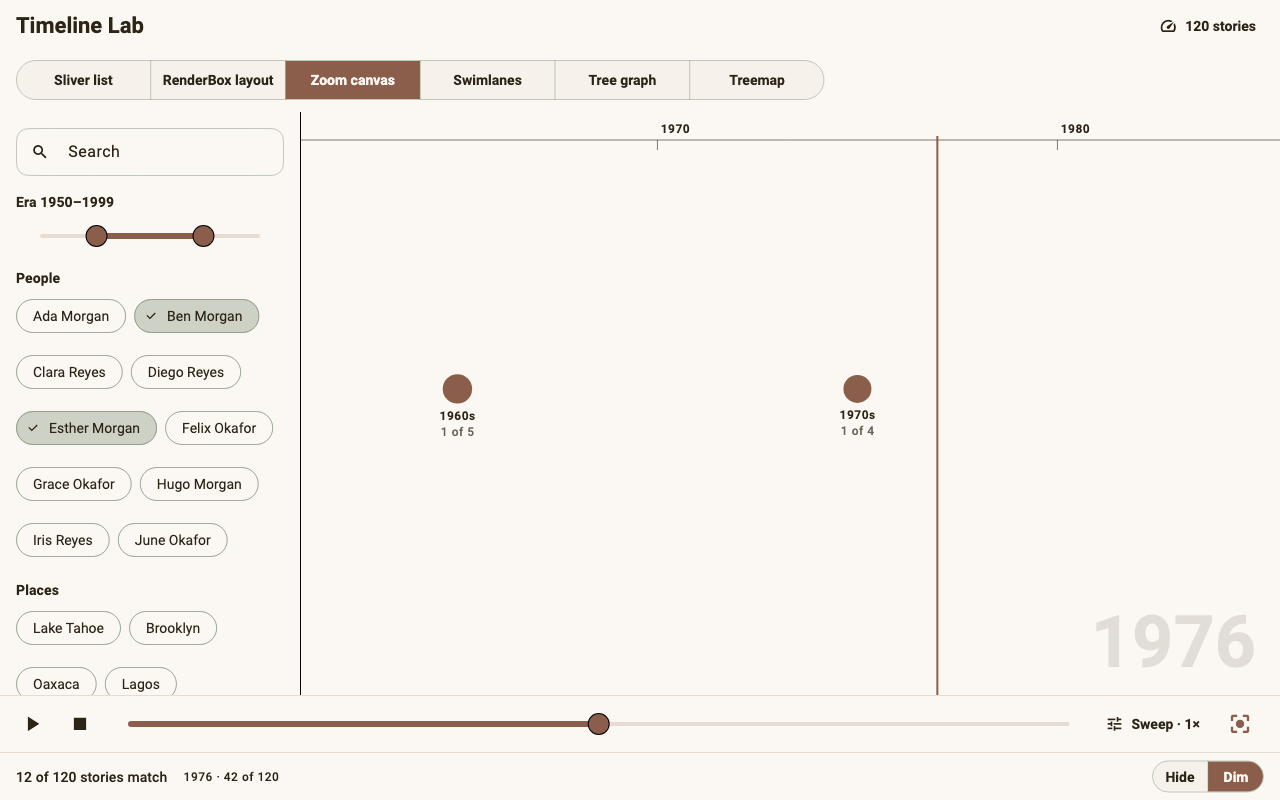 Timeline Lab
120 stories
Sliver list
RenderBox layout
Zoom canvas
Swimlanes
Tree graph
Treemap
Search
Era 1950–1999
People
Ada Morgan
Ben Morgan
Clara Reyes
Diego Reyes
Esther Morgan
Felix Okafor
Grace Okafor
Hugo Morgan
Iris Reyes
June Okafor
Places
Lake Tahoe
Brooklyn
Oaxaca
Lagos
1970
1980
1960s
1 of 5
1970s
1 of 4
1976
Sweep · 1×
12 of 120 stories match
1976 · 42 of 120
Hide
Dim